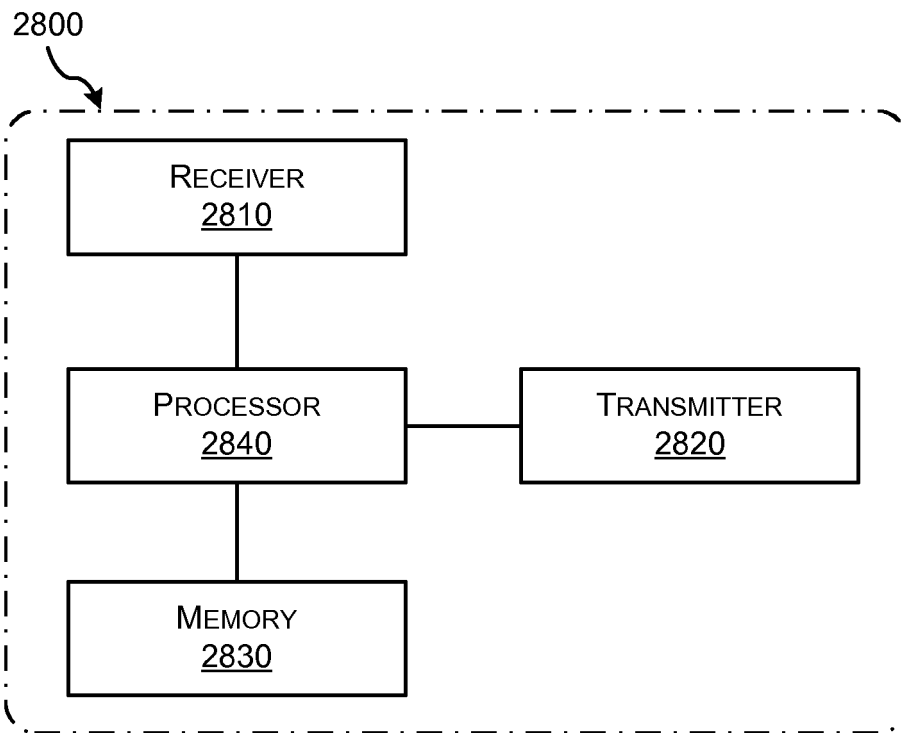 2800
RECEIVER
2810
PROCESSOR
2840
TRANSMITTER
2820
MEMORY
2830